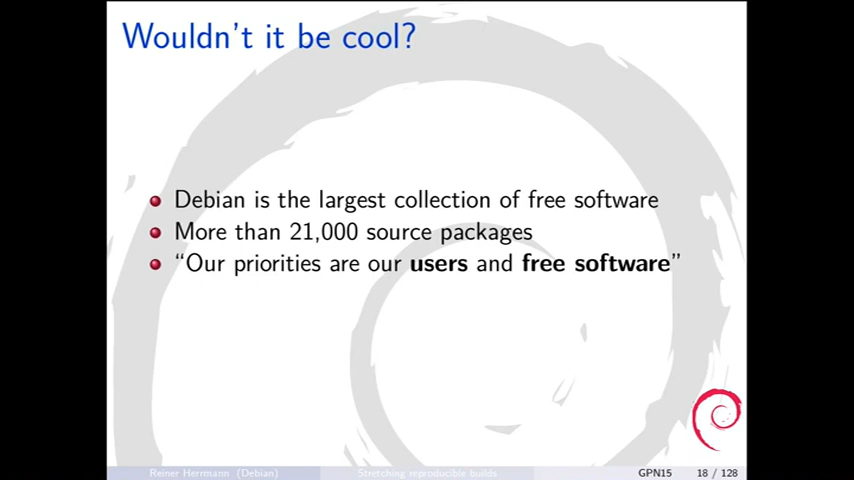 Wouldn't it be cool?
Debian is the largest collection of free software
More than 21,000 source packages
“Our priorities are our users and free software”
Reiner Herrmann (Debian)
Stretching reproducible builds
GPN15
18 / 128